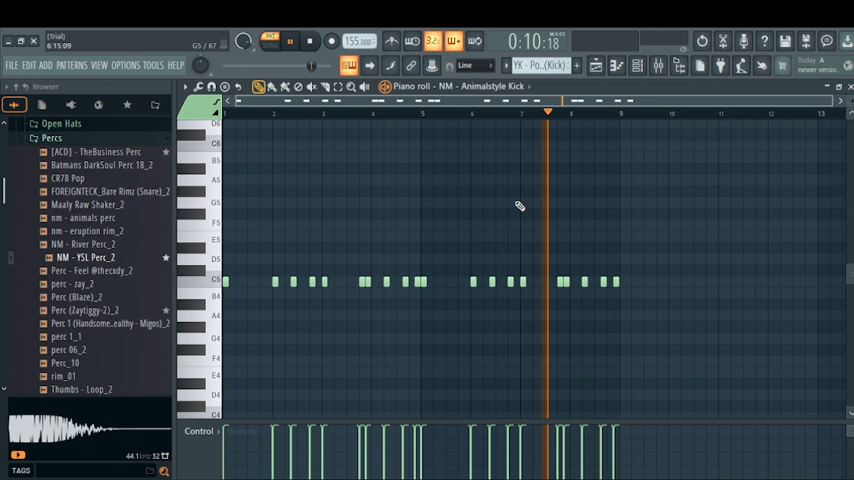 (Trial)
6:15:09
G5 / 67
PAT
SONG
155.000
32:
0:10:18
M:S:CS
FILE EDIT ADD PATTERNS VIEW OPTIONS TOOLS HELP
Line
YK - Po..(Kick)
Today A
newer versio..
Browser
Piano roll - NM - Animalstyle Kick
Open Hats
Percs
[ACD] - TheBusiness Perc
Batmans DarkSoul Perc 18_2
CR78 Pop
FOREIGNTECK_Bare Rimz (Snare)_2
Maaly Raw Shaker_2
nm - animals perc
nm - eruption rim_2
NM - River Perc_2
NM - YSL Perc_2
Perc - Feel @thecxdy_2
perc - zay_2
Perc (Blaze)_2
Perc (Zaytiggy-2)_2
Perc 1 (Handsome..ealthy - Migos)_2
perc 1_1
perc 06_2
Perc_10
rim_01
Thumbs - Loop_2
44.1kHz 32
TAGS
1 2 3 4 5 6 7 8 9 10 11 12 13
D6
C6
B5
A5
G5
F5
E5
D5
C5
B4
A4
G4
F4
E4
D4
C4
Control
Velocity